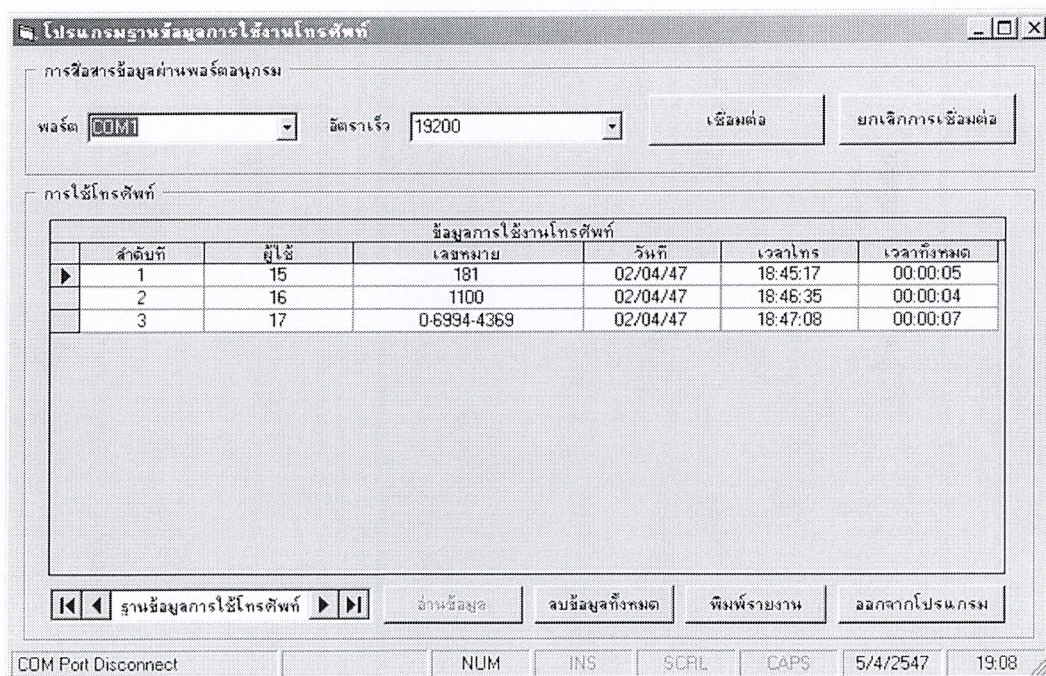 โปรแกรมฐานข้อมูลการใช้งานโทรศัพท์
การสื่อสารข้อมูลผ่านพอร์ตอนุกรม
พอร์ต COM1 อัตราเร็ว 19200 เชื่อมต่อ ยกเลิกการเชื่อมต่อ
การใช้โทรศัพท์
ข้อมูลการใช้งานโทรศัพท์
ลำดับที่ ผู้ใช้ เลขหมาย วันที่ เวลาโทร เวลาทั้งหมด
1 15 181 02/04/47 18:45:17 00:00:05
2 16 1100 02/04/47 18:46:35 00:00:04
3 17 0-6994-4369 02/04/47 18:47:08 00:00:07
ฐานข้อมูลการใช้โทรศัพท์ อ่านข้อมูล ลบข้อมูลทั้งหมด พิมพ์รายงาน ออกจากโปรแกรม
COM Port Disconnect NUM INS SCRL CAPS 5/4/2547 19:08